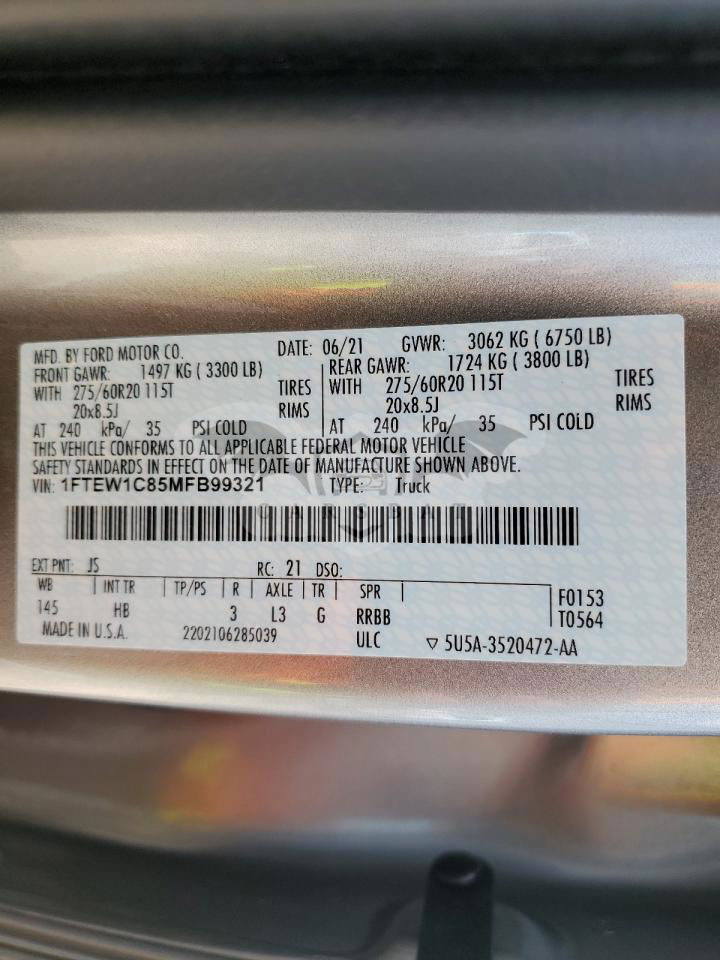 MFD. BY FORD MOTOR CO. DATE: 06/21 GVWR: 3062 KG ( 6750 LB)
FRONT GAWR: 1497 KG ( 3300 LB) REAR GAWR: 1724 KG ( 3800 LB)
WITH 275/60R20 115T TIRES WITH 275/60R20 115T TIRES
20x8.5J RIMS 20x8.5J RIMS
AT 240 kPa/ 35 PSI COLD AT 240 kPa/ 35 PSI COLD
THIS VEHICLE CONFORMS TO ALL APPLICABLE FEDERAL MOTOR VEHICLE
SAFETY STANDARDS IN EFFECT ON THE DATE OF MANUFACTURE SHOWN ABOVE.
VIN: 1FTEW1C85MFB99321 TYPE: Truck
EXT PNT: JS RC: 21 DSO:
WB | INT TR | TP/PS | R | AXLE | TR | SPR | F0153
145 HB 3 L3 G RRBB T0564
MADE IN U.S.A. 2202106285039 ULC ▽ 5U5A-3520472-AA